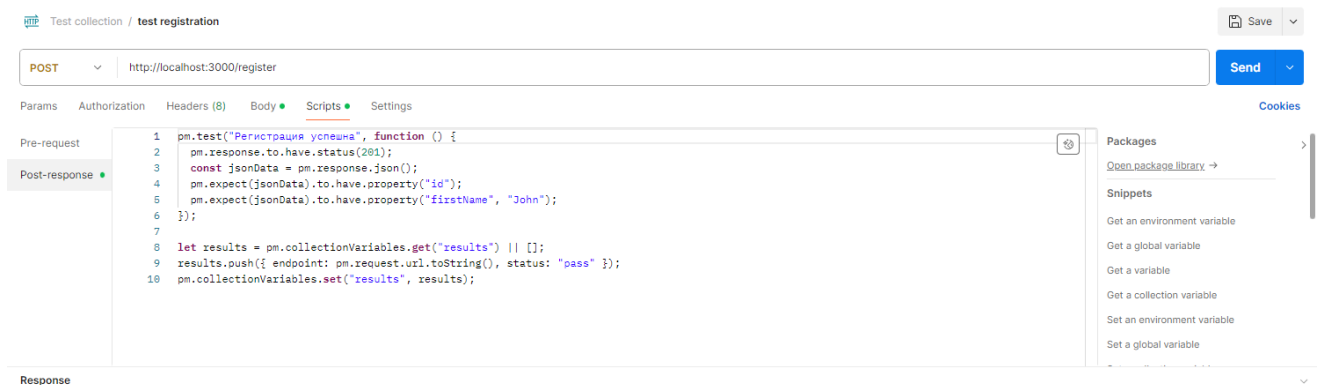 HTTP Test collection / test registration
Save
POST http://localhost:3000/register
Send
Params Authorization Headers (8) Body Scripts Settings
Cookies
Pre-request
Post-response
1 pm.test("Регистрация успешна", function () {
2 pm.response.to.have.status(201);
3 const jsonData = pm.response.json();
4 pm.expect(jsonData).to.have.property("id");
5 pm.expect(jsonData).to.have.property("firstName", "John");
6 });
7
8 let results = pm.collectionVariables.get("results") || [];
9 results.push({ endpoint: pm.request.url.toString(), status: "pass" });
10 pm.collectionVariables.set("results", results);
Packages
Open package library →
Snippets
Get an environment variable
Get a global variable
Get a variable
Get a collection variable
Set an environment variable
Set a global variable
Response